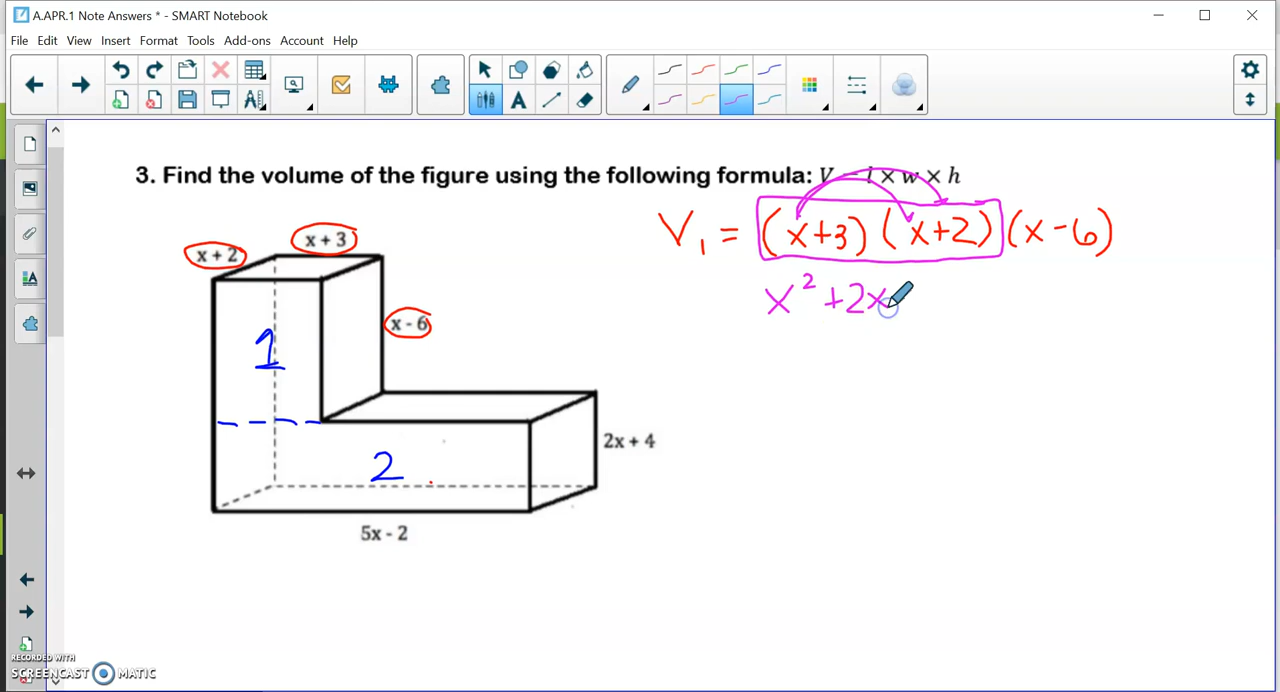 A.APR.1 Note Answers * - SMART Notebook
File Edit View Insert Format Tools Add-ons Account Help
3. Find the volume of the figure using the following formula: V = l × w × h
V₁ = (x+3)(x+2)(x-6)
x² +2x
x + 2
x + 3
x - 6
1
2
2x + 4
5x - 2
RECORDED WITH
SCREENCAST MATIC